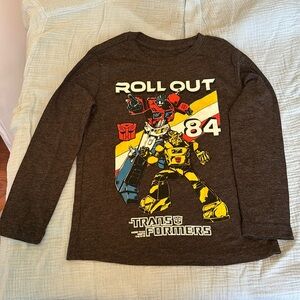 ROLL OUT
84
TRANS
FORMERS